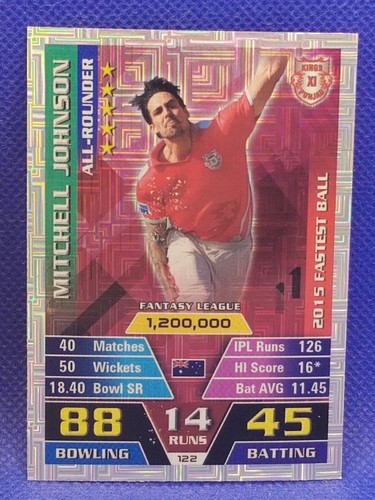 KINGS
XI
PUNJAB
MITCHELL JOHNSON
ALL-ROUNDER
2015 FASTEST BALL
1
FANTASY LEAGUE
1,200,000
40 Matches
50 Wickets
18.40 Bowl SR
IPL Runs 126
HI Score 16*
Bat AVG 11.45
88
BOWLING
14
RUNS
122
45
BATTING